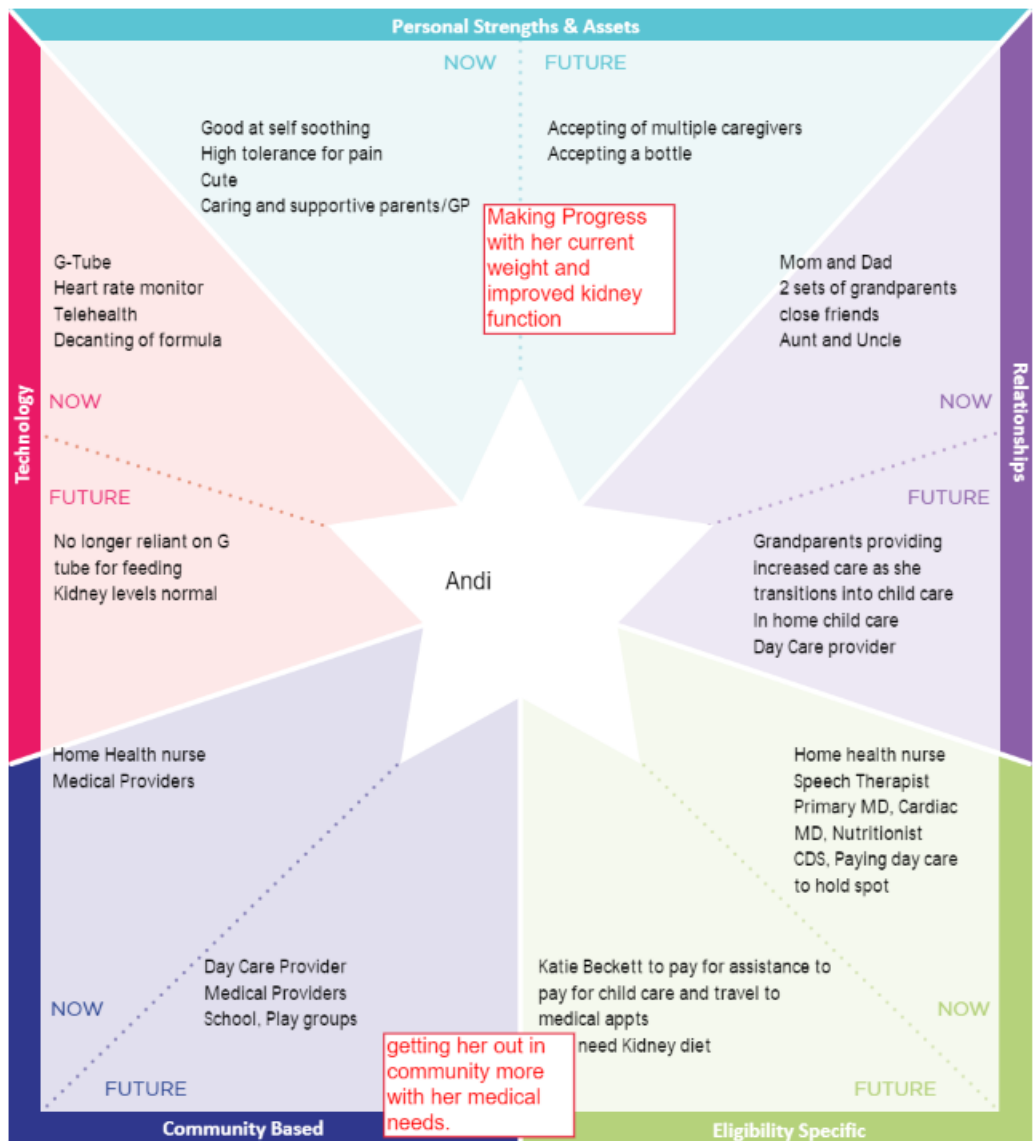 Personal Strengths & Assets
NOW
FUTURE
Good at self soothing
High tolerance for pain
Cute
Caring and supportive parents/GP
Accepting of multiple caregivers
Accepting a bottle
Making Progress
with her current
weight and
improved kidney
function
Technology
G-Tube
Heart rate monitor
Telehealth
Decanting of formula
NOW
FUTURE
No longer reliant on G
tube for feeding
Kidney levels normal
Relationships
Mom and Dad
2 sets of grandparents
close friends
Aunt and Uncle
NOW
FUTURE
Grandparents providing
increased care as she
transitions into child care
In home child care
Day Care provider
Andi
Home Health nurse
Medical Providers
NOW
Day Care Provider
Medical Providers
School, Play groups
FUTURE
Community Based
getting her out in
community more
with her medical
needs.
Home health nurse
Speech Therapist
Primary MD, Cardiac
MD, Nutritionist
CDS, Paying day care
to hold spot
NOW
Katie Beckett to pay for assistance to
pay for child care and travel to
medical appts
need Kidney diet
FUTURE
Eligibility Specific